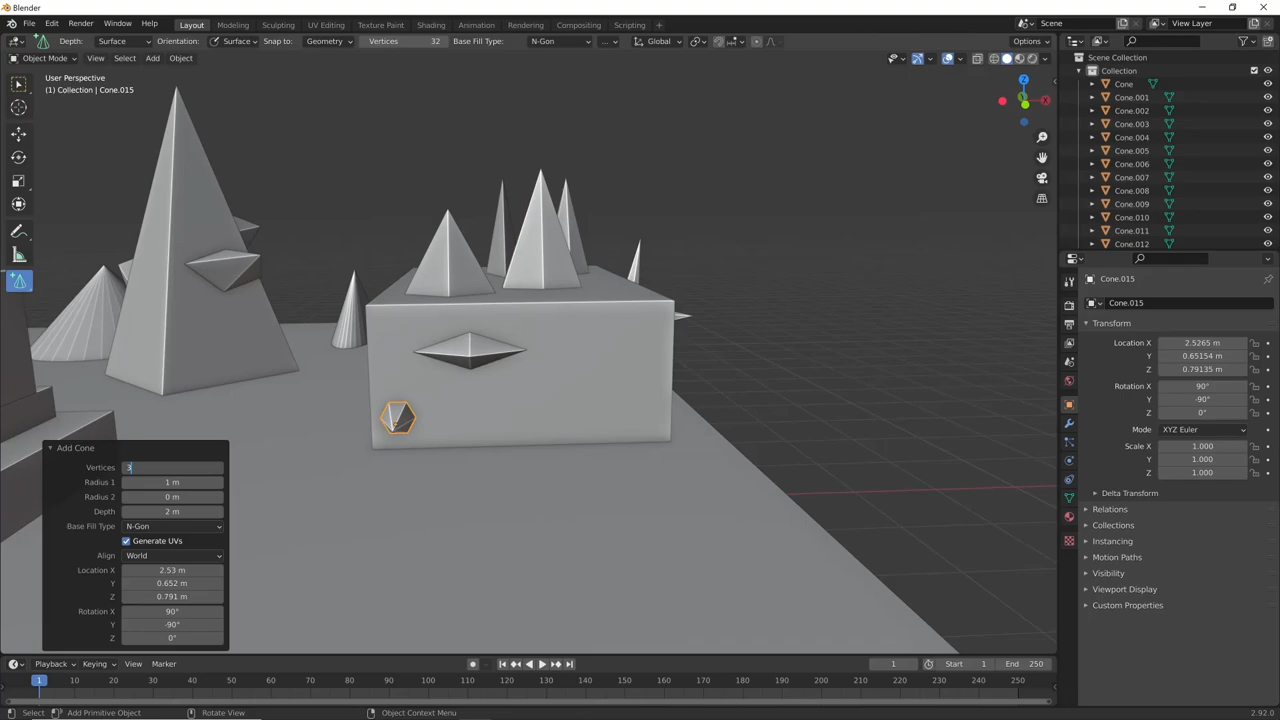 Blender
File Edit Render Window Help Layout Modeling Sculpting UV Editing Texture Paint Shading Animation Rendering Compositing Scripting + Scene View Layer
Depth: Surface Orientation: Surface Snap to: Geometry Vertices 32 Base Fill Type: N-Gon ... Global Options
Object Mode View Select Add Object
User Perspective
(1) Collection | Cone.015
Z
X
Y
Scene Collection
Collection
Cone
Cone.001
Cone.002
Cone.003
Cone.004
Cone.005
Cone.006
Cone.007
Cone.008
Cone.009
Cone.010
Cone.011
Cone.012
Cone.015
Cone.015
Transform
Location X 2.5265 m
Y 0.65154 m
Z 0.79135 m
Rotation X 90°
Y -90°
Z 0°
Mode XYZ Euler
Scale X 1.000
Y 1.000
Z 1.000
Delta Transform
Relations
Collections
Instancing
Motion Paths
Visibility
Viewport Display
Custom Properties
Add Cone
Vertices 3
Radius 1 1 m
Radius 2 0 m
Depth 2 m
Base Fill Type N-Gon
Generate UVs
Align World
Location X 2.53 m
Y 0.652 m
Z 0.791 m
Rotation X 90°
Y -90°
Z 0°
Playback Keying View Marker 1 Start 1 End 250
1 10 20 30 40 50 60 70 80 90 100 110 120 130 140 150 160 170 180 190 200 210 220 230 240 250
Select Add Primitive Object Rotate View Object Context Menu 2.92.0